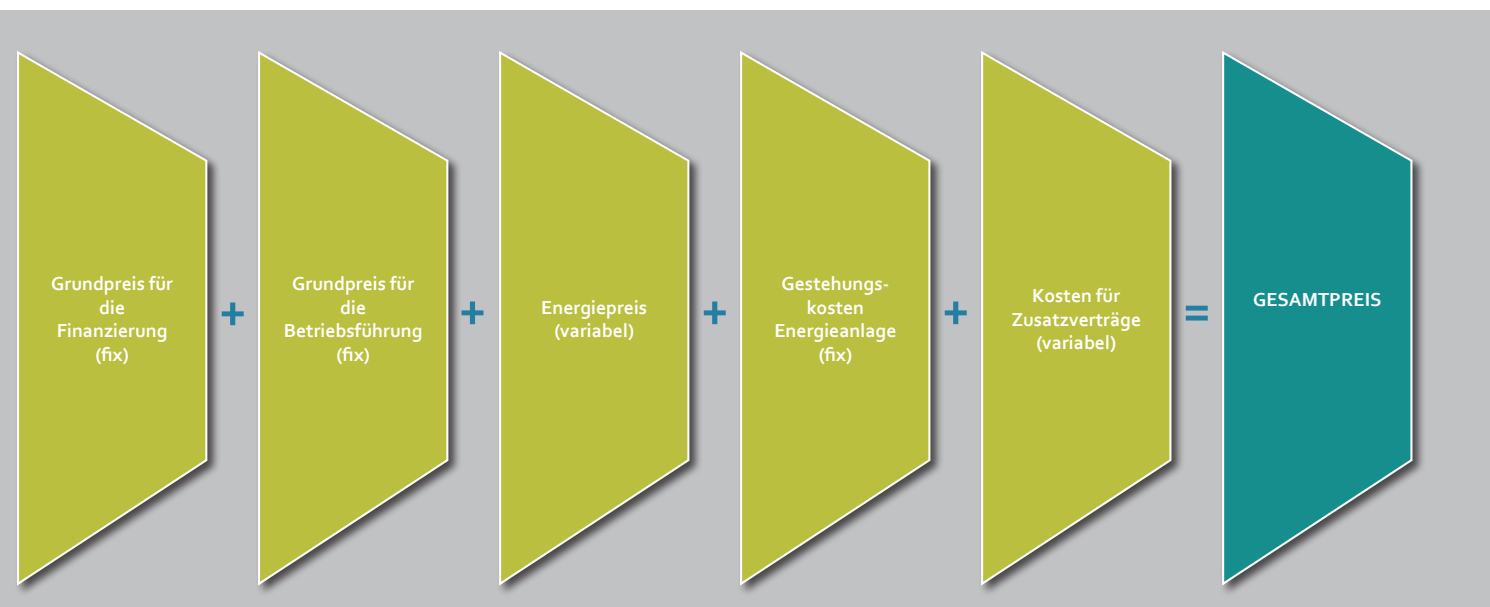 Grundpreis für
die
Finanzierung
(fix)
+
Grundpreis für
die
Betriebsführung
(fix)
+
Energiepreis
(variabel)
+
Gestehungs-
kosten
Energieanlage
(fix)
+
Kosten für
Zusatzverträge
(variabel)
=
GESAMTPREIS